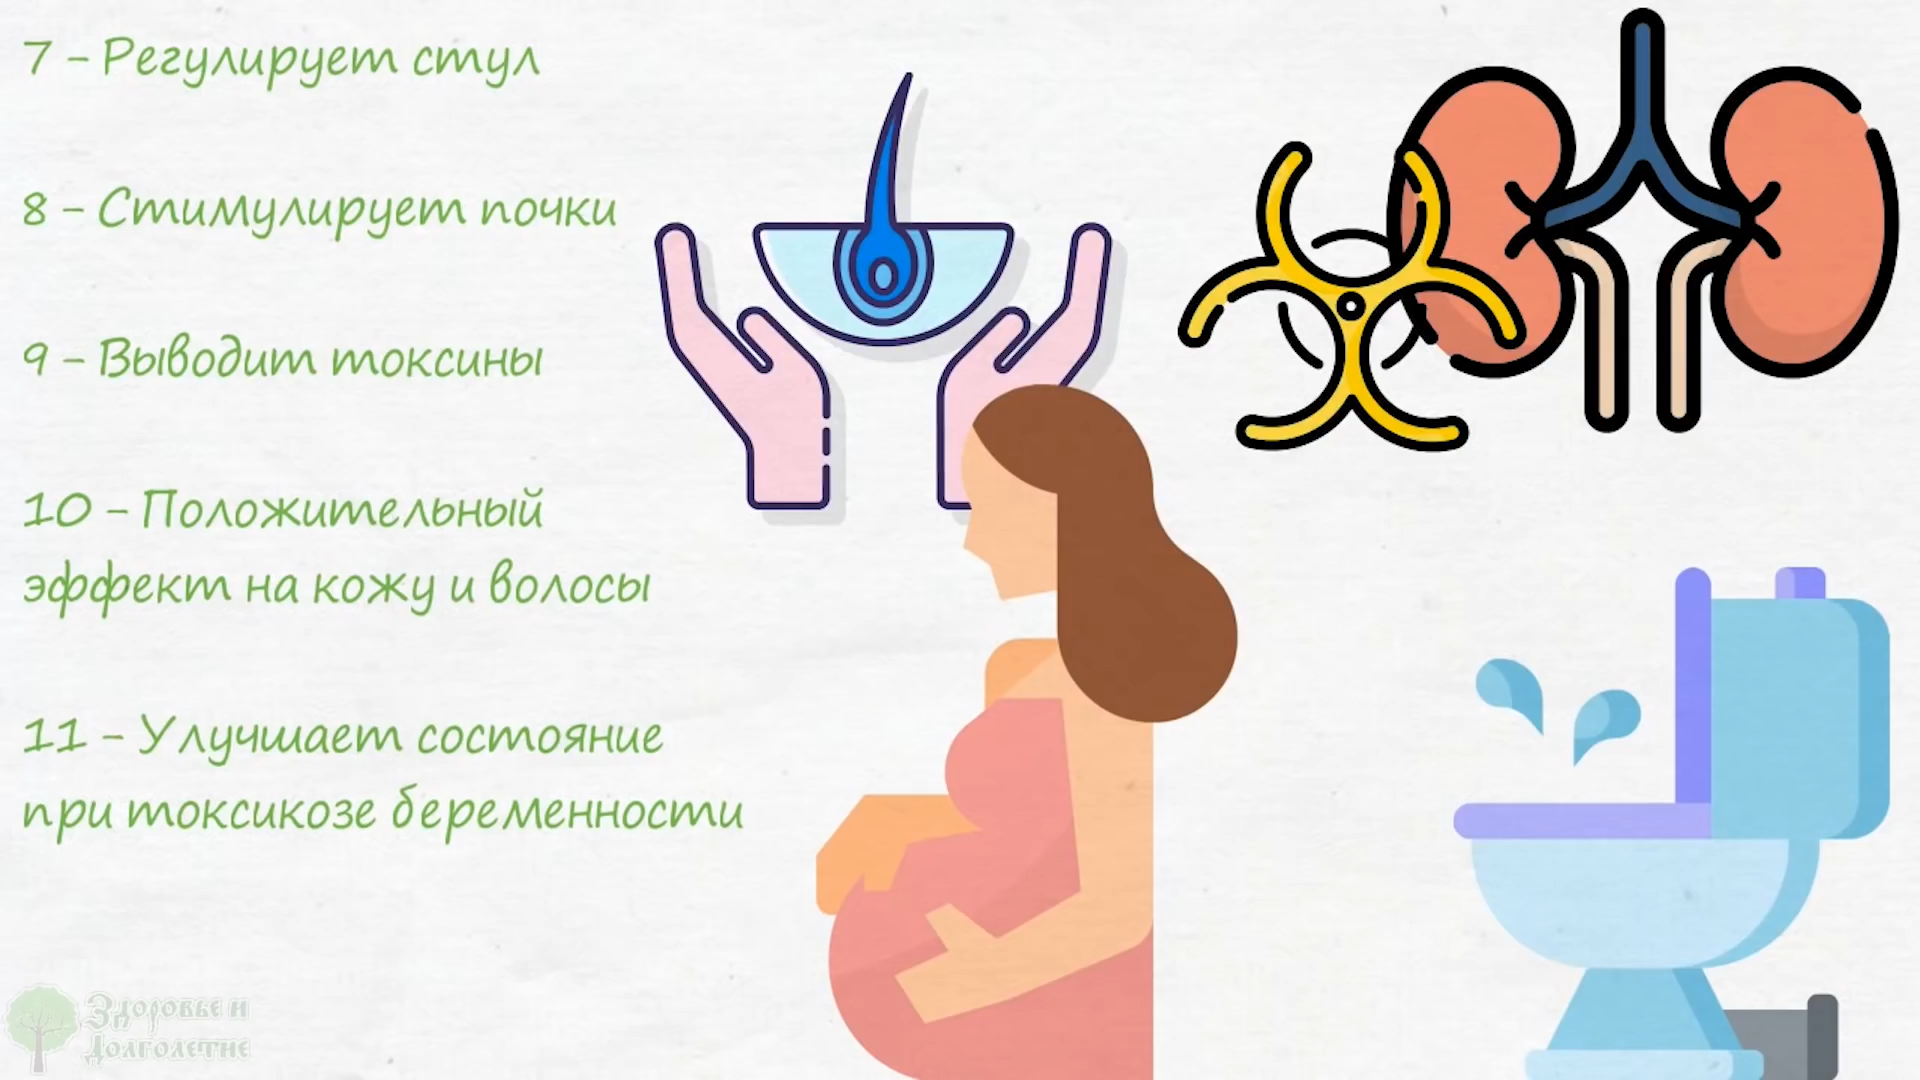 7 - Регулирует стул
8 - Стимулирует почки
9 - Выводит токсины
10 - Положительный
эффект на кожу и волосы
11 - Улучшает состояние
при токсикозе беременности
Здоровье и
Долголетие